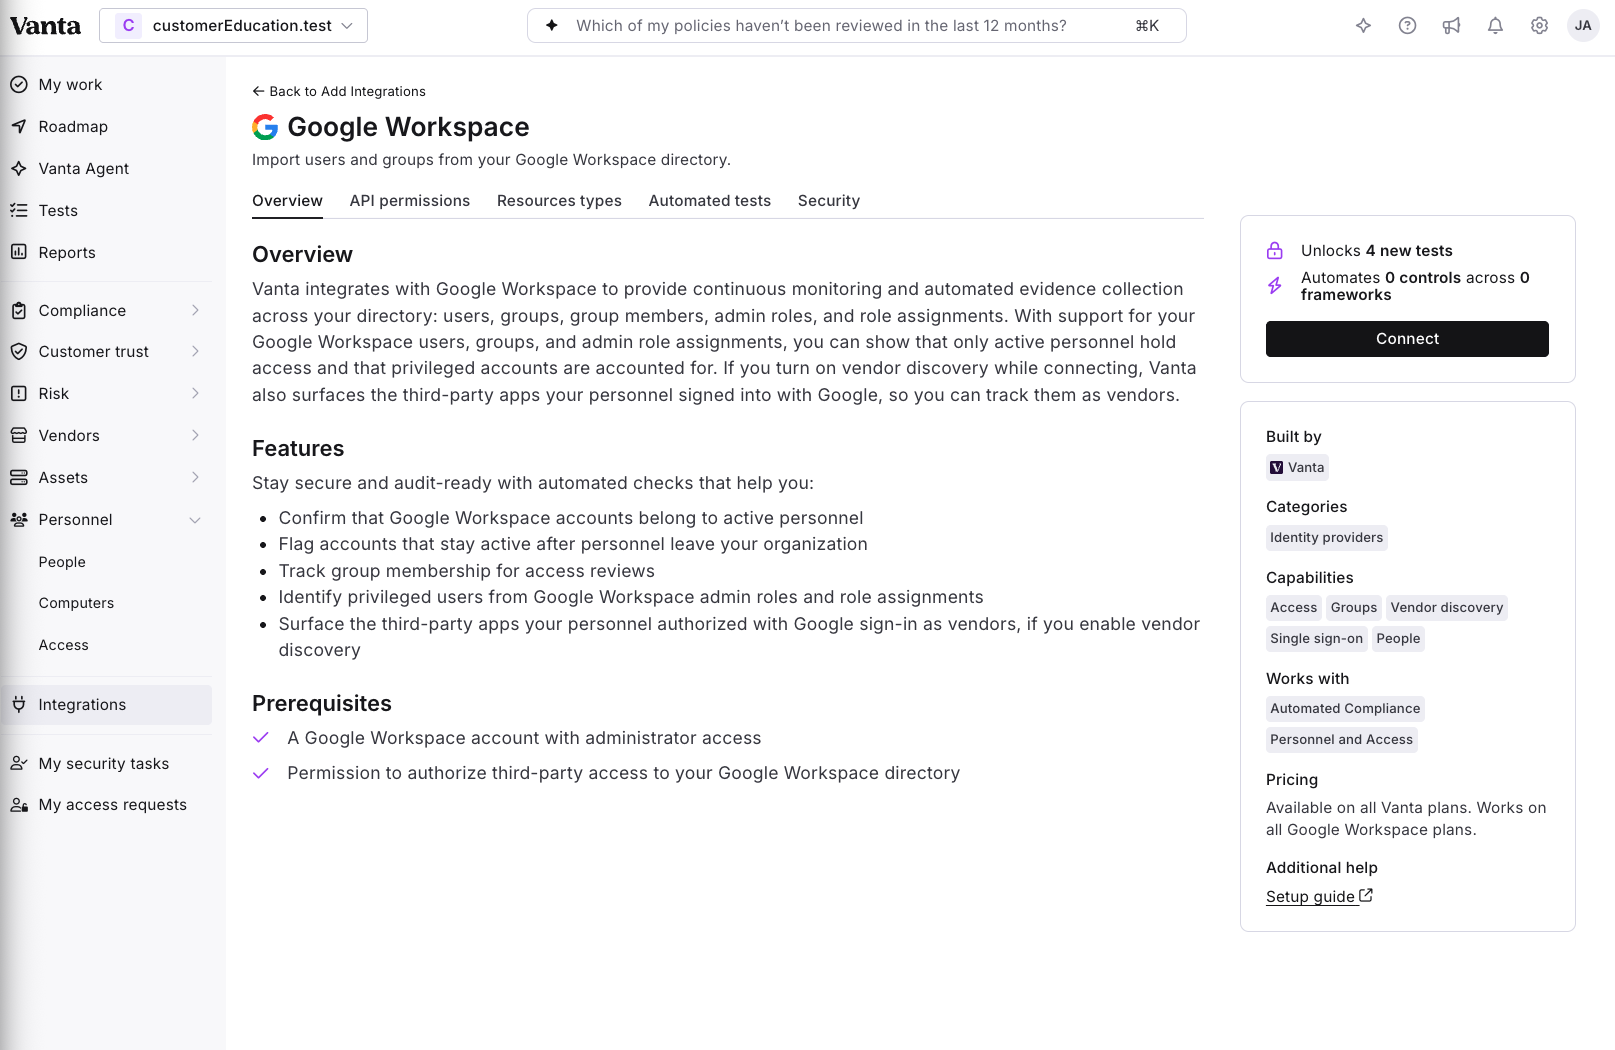 Vanta
C customerEducation.test
Which of my policies haven't been reviewed in the last 12 months? ⌘K
JA
My work
Roadmap
Vanta Agent
Tests
Reports
Compliance
Customer trust
Risk
Vendors
Assets
Personnel
People
Computers
Access
Integrations
My security tasks
My access requests
← Back to Add Integrations
Google Workspace
Import users and groups from your Google Workspace directory.
Overview API permissions Resources types Automated tests Security
Overview
Vanta integrates with Google Workspace to provide continuous monitoring and automated evidence collection
across your directory: users, groups, group members, admin roles, and role assignments. With support for your
Google Workspace users, groups, and admin role assignments, you can show that only active personnel hold
access and that privileged accounts are accounted for. If you turn on vendor discovery while connecting, Vanta
also surfaces the third-party apps your personnel signed into with Google, so you can track them as vendors.
Features
Stay secure and audit-ready with automated checks that help you:
• Confirm that Google Workspace accounts belong to active personnel
• Flag accounts that stay active after personnel leave your organization
• Track group membership for access reviews
• Identify privileged users from Google Workspace admin roles and role assignments
• Surface the third-party apps your personnel authorized with Google sign-in as vendors, if you enable vendor
discovery
Prerequisites
A Google Workspace account with administrator access
Permission to authorize third-party access to your Google Workspace directory
Unlocks 4 new tests
Automates 0 controls across 0
frameworks
Connect
Built by
V Vanta
Categories
Identity providers
Capabilities
Access Groups Vendor discovery
Single sign-on People
Works with
Automated Compliance
Personnel and Access
Pricing
Available on all Vanta plans. Works on
all Google Workspace plans.
Additional help
Setup guide